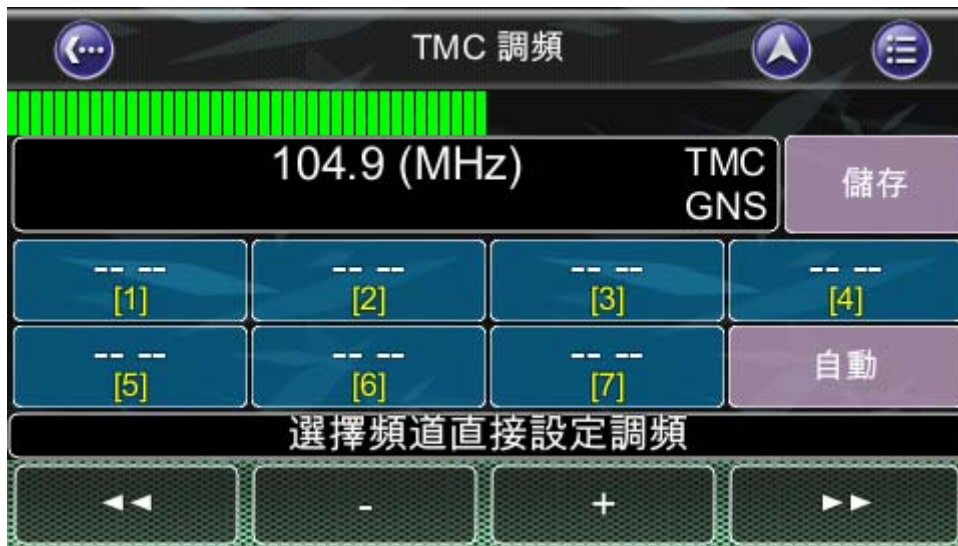 TMC 調頻
104.9 (MHz) TMC
GNS
儲存
-- -- -- -- -- -- -- --
[1] [2] [3] [4]
-- -- -- -- -- -- 自動
[5] [6] [7]
選擇頻道直接設定調頻
- +